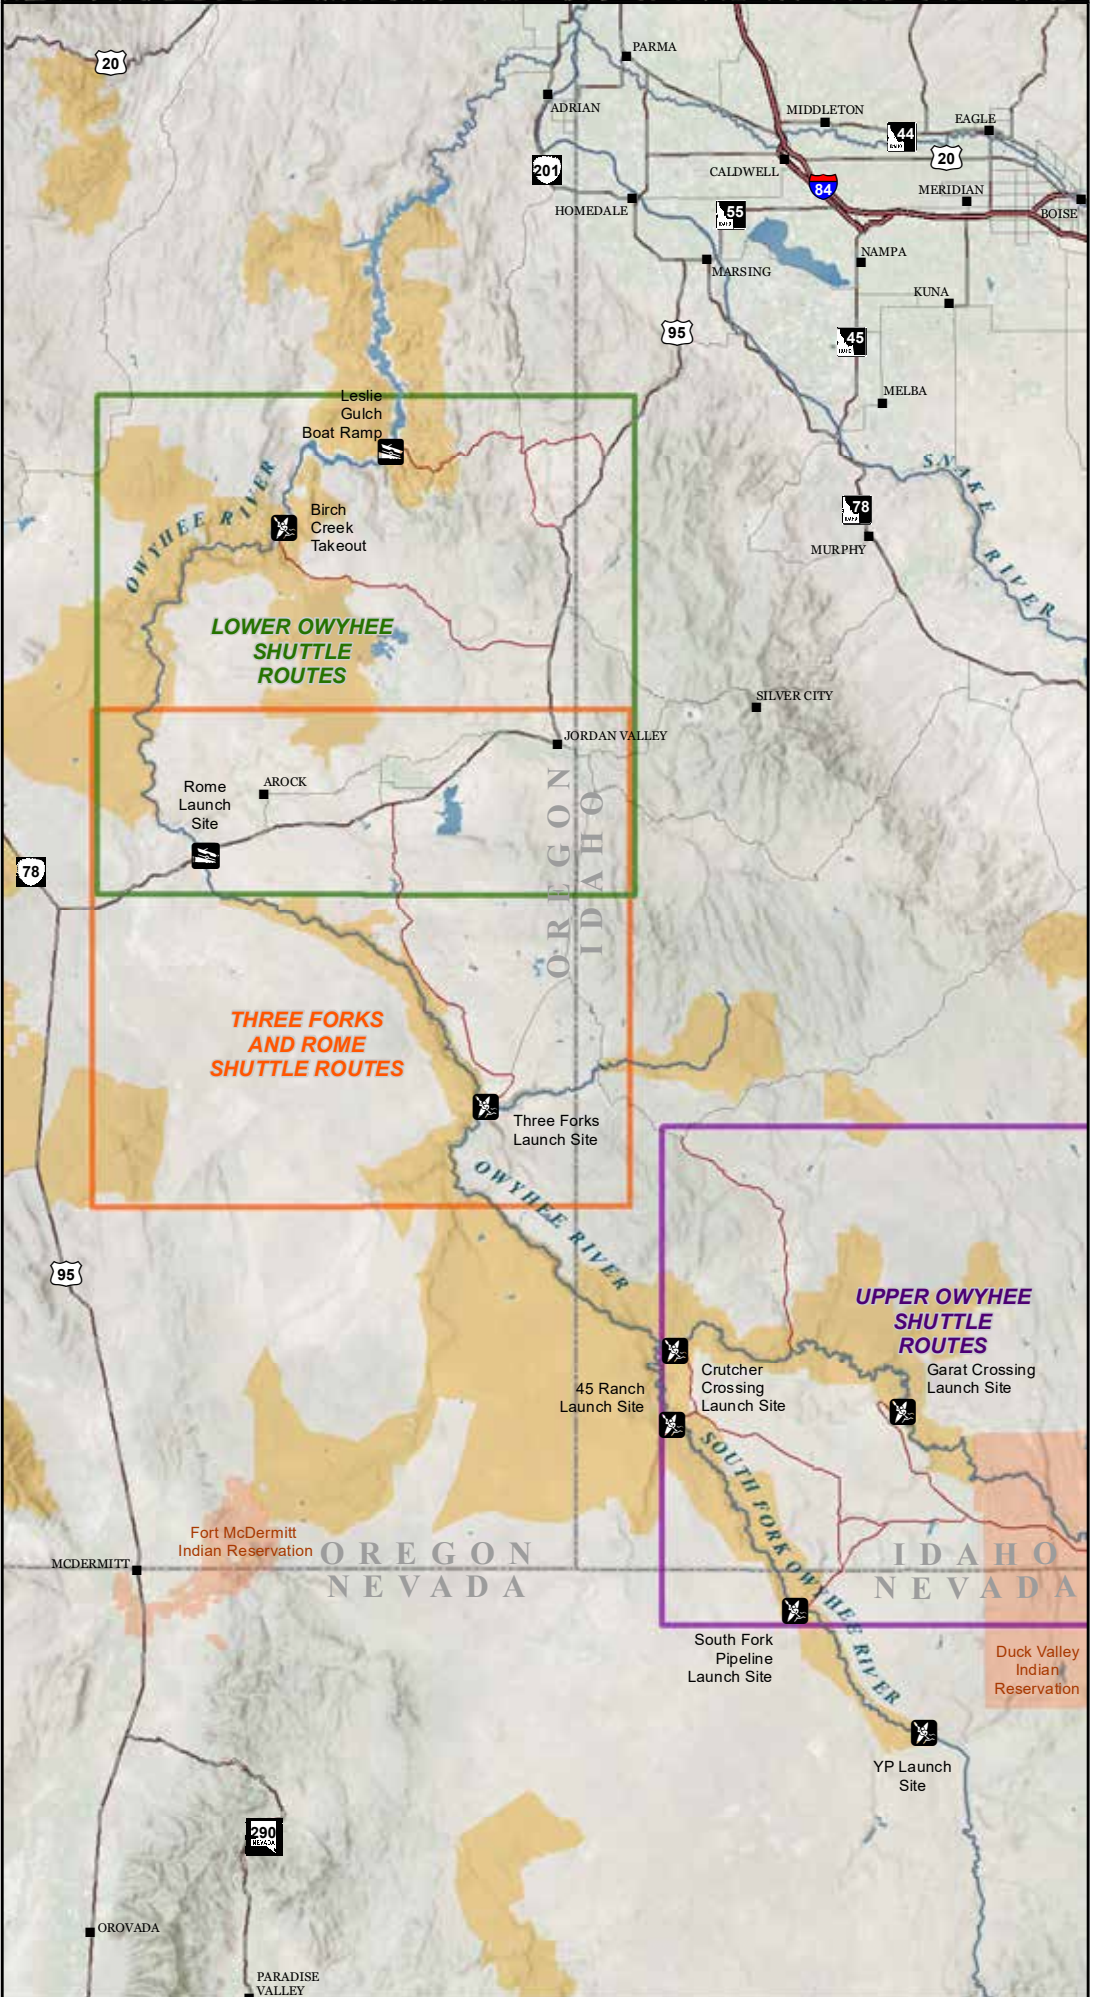 20
PARMA
ADRIAN
MIDDLETON
44
EAGLE
20
CALDWELL
201
84
MERIDIAN
HOMEDALE
55
BOISE
NAMPA
MARSING
KUNA
95
45
MELBA
Leslie
Gulch
Boat Ramp
SNAKE RIVER
OWYHEE RIVER
Birch
Creek
Takeout
78
MURPHY
LOWER OWYHEE
SHUTTLE
ROUTES
SILVER CITY
JORDAN VALLEY
AROCK
Rome
Launch
Site
OREGON
IDAHO
78
THREE FORKS
AND ROME
SHUTTLE ROUTES
Three Forks
Launch Site
OWYHEE RIVER
95
UPPER OWYHEE
SHUTTLE
ROUTES
Garat Crossing
Launch Site
Crutcher
Crossing
Launch Site
45 Ranch
Launch Site
SOUTH FORK OWYHEE RIVER
Fort McDermitt
Indian Reservation
OREGON
NEVADA
IDAHO
NEVADA
MCDERMITT
South Fork
Pipeline
Launch Site
Duck Valley
Indian
Reservation
YP Launch
Site
290
NEVADA
OROVADA
PARADISE
VALLEY